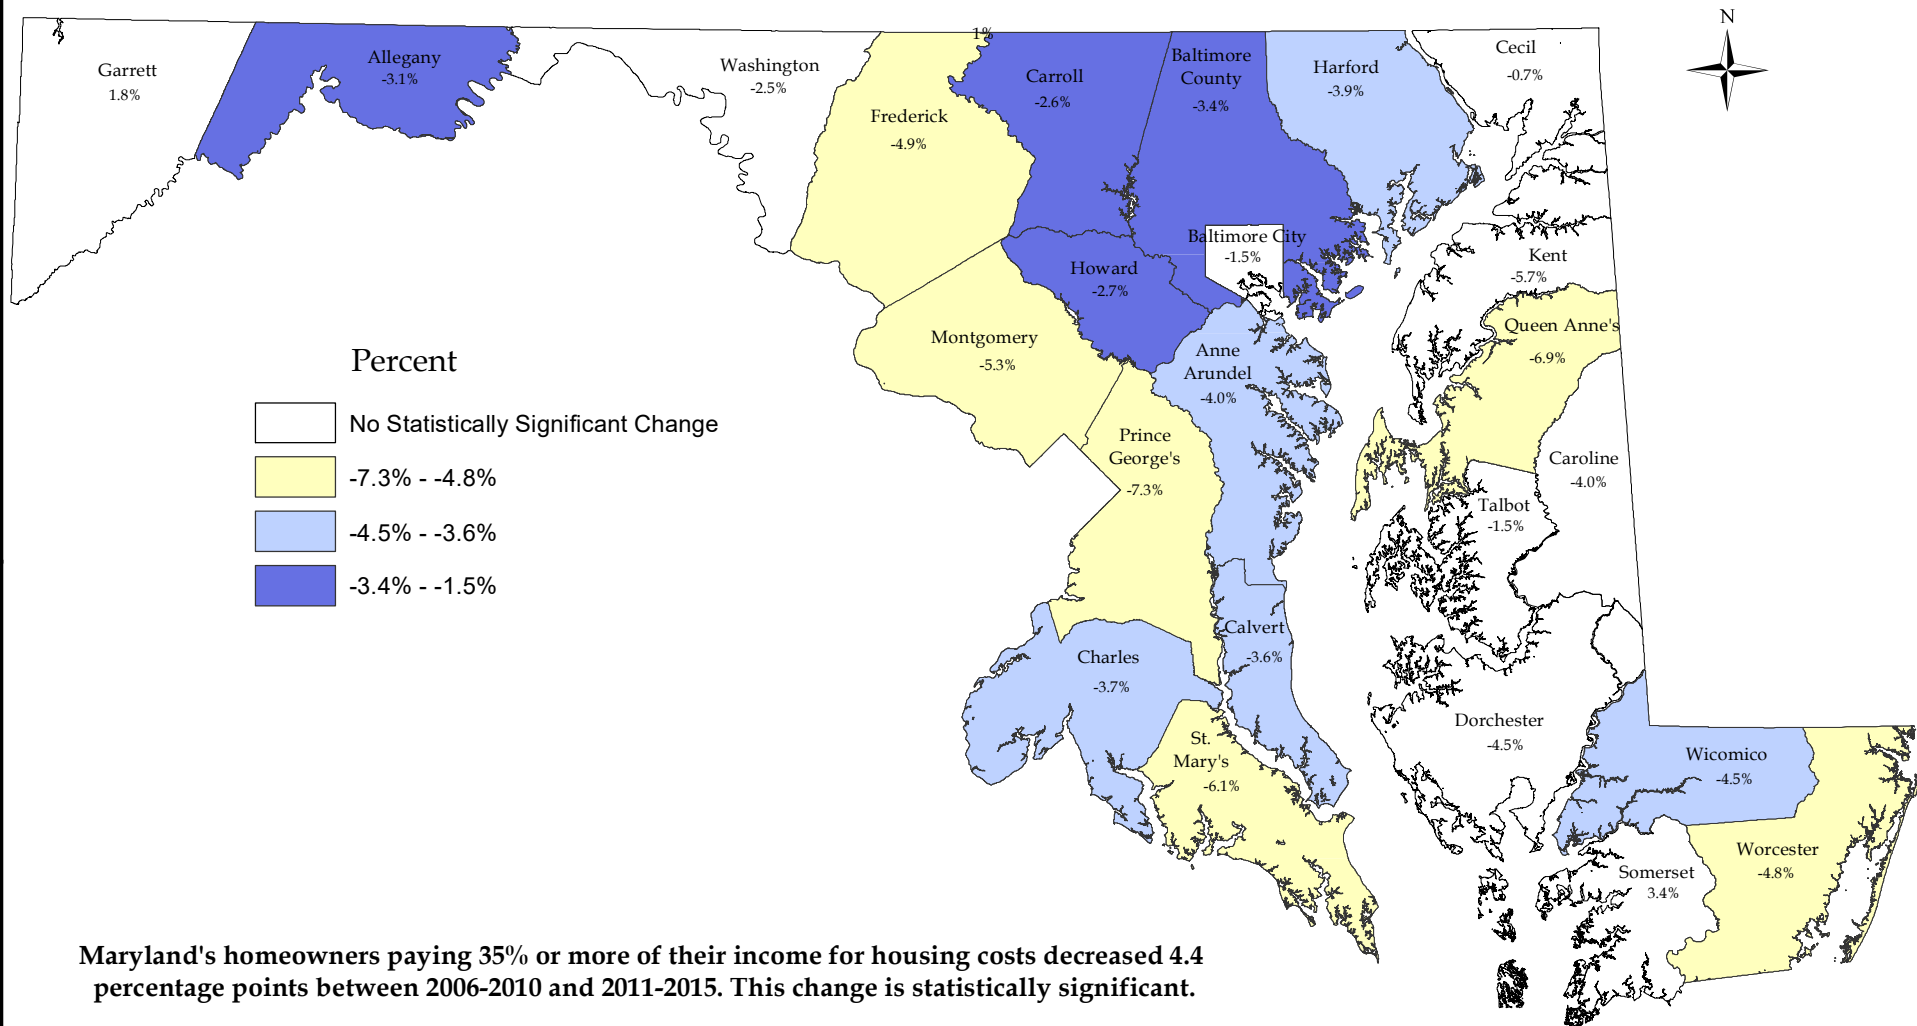 N
1%
Garrett
1.8%
Allegany
-3.1%
Washington
-2.5%
Frederick
-4.9%
Carroll
-2.6%
Baltimore
County
-3.4%
Harford
-3.9%
Cecil
-0.7%
Baltimore City
-1.5%
Howard
-2.7%
Kent
-5.7%
Queen Anne's
-6.9%
Montgomery
-5.3%
Anne
Arundel
-4.0%
Prince
George's
-7.3%
Caroline
-4.0%
Talbot
-1.5%
Calvert
-3.6%
Charles
-3.7%
St.
Mary's
-6.1%
Dorchester
-4.5%
Wicomico
-4.5%
Worcester
-4.8%
Somerset
3.4%
Percent
No Statistically Significant Change
-7.3% - -4.8%
-4.5% - -3.6%
-3.4% - -1.5%
Maryland's homeowners paying 35% or more of their income for housing costs decreased 4.4
percentage points between 2006-2010 and 2011-2015. This change is statistically significant.